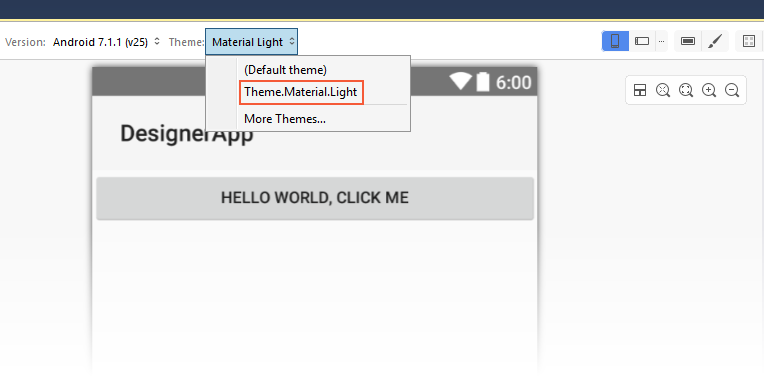 Version: Android 7.1.1 (v25) Theme: Material Light
(Default theme)
Theme.Material.Light
More Themes...
6:00
DesignerApp
HELLO WORLD, CLICK ME